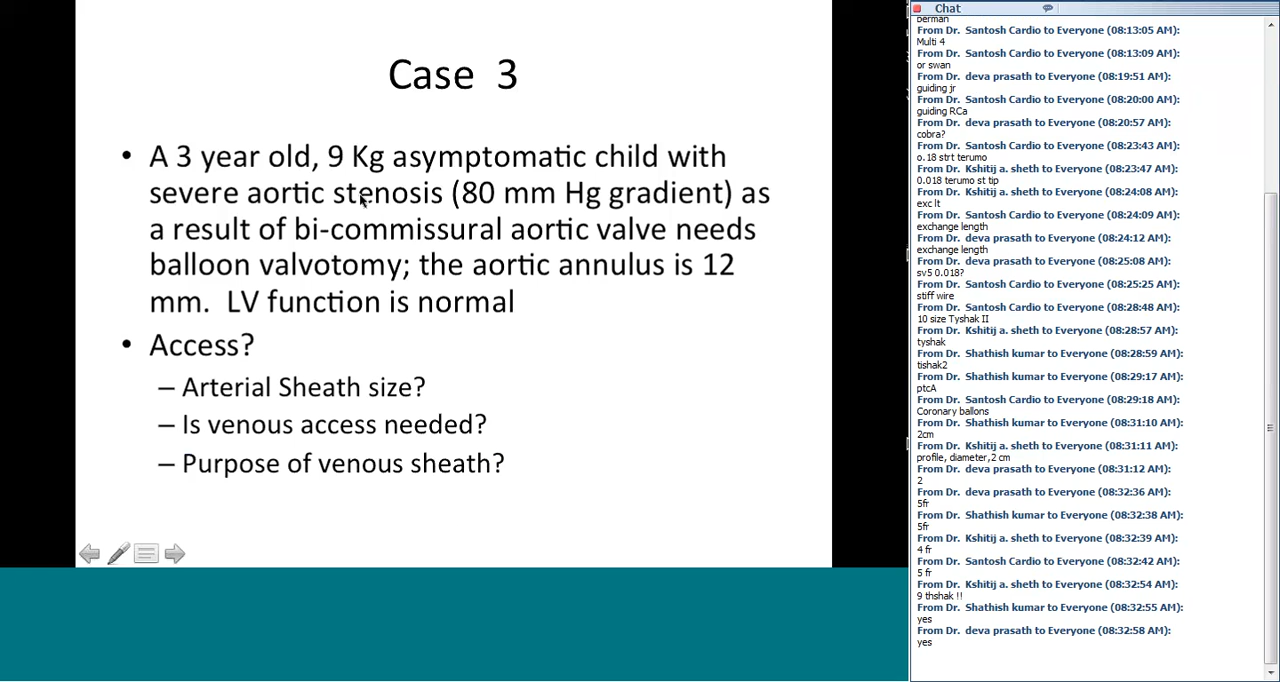 Case 3
• A 3 year old, 9 Kg asymptomatic child with
severe aortic stenosis (80 mm Hg gradient) as
a result of bi-commissural aortic valve needs
balloon valvotomy; the aortic annulus is 12
mm. LV function is normal
• Access?
– Arterial Sheath size?
– Is venous access needed?
– Purpose of venous sheath?
Chat
berman
From Dr. Santosh Cardio to Everyone (08:13:05 AM):
Multi 4
From Dr. Santosh Cardio to Everyone (08:13:09 AM):
or swan
From Dr. deva prasath to Everyone (08:19:51 AM):
guiding jr
From Dr. Santosh Cardio to Everyone (08:20:00 AM):
guiding RCa
From Dr. deva prasath to Everyone (08:20:57 AM):
cobra?
From Dr. Santosh Cardio to Everyone (08:23:43 AM):
o.18 strt terumo
From Dr. Kshitij a. sheth to Everyone (08:23:47 AM):
0.018 terumo st tip
From Dr. Kshitij a. sheth to Everyone (08:24:08 AM):
exc lt
From Dr. Santosh Cardio to Everyone (08:24:09 AM):
exchange length
From Dr. deva prasath to Everyone (08:24:12 AM):
exchange length
From Dr. deva prasath to Everyone (08:25:08 AM):
sv5 0.018?
From Dr. Santosh Cardio to Everyone (08:25:25 AM):
stiff wire
From Dr. Santosh Cardio to Everyone (08:28:48 AM):
10 size Tyshak II
From Dr. Kshitij a. sheth to Everyone (08:28:57 AM):
tyshak
From Dr. Shathish kumar to Everyone (08:28:59 AM):
tishak2
From Dr. Shathish kumar to Everyone (08:29:17 AM):
ptcA
From Dr. Santosh Cardio to Everyone (08:29:18 AM):
Coronary ballons
From Dr. Shathish kumar to Everyone (08:31:10 AM):
2cm
From Dr. Kshitij a. sheth to Everyone (08:31:11 AM):
profile, diameter,2 cm
From Dr. deva prasath to Everyone (08:31:12 AM):
2
From Dr. deva prasath to Everyone (08:32:36 AM):
5fr
From Dr. Shathish kumar to Everyone (08:32:38 AM):
5fr
From Dr. Kshitij a. sheth to Everyone (08:32:39 AM):
4 fr
From Dr. Santosh Cardio to Everyone (08:32:42 AM):
5 fr
From Dr. Kshitij a. sheth to Everyone (08:32:54 AM):
9 thshak !!
From Dr. Shathish kumar to Everyone (08:32:55 AM):
yes
From Dr. deva prasath to Everyone (08:32:58 AM):
yes